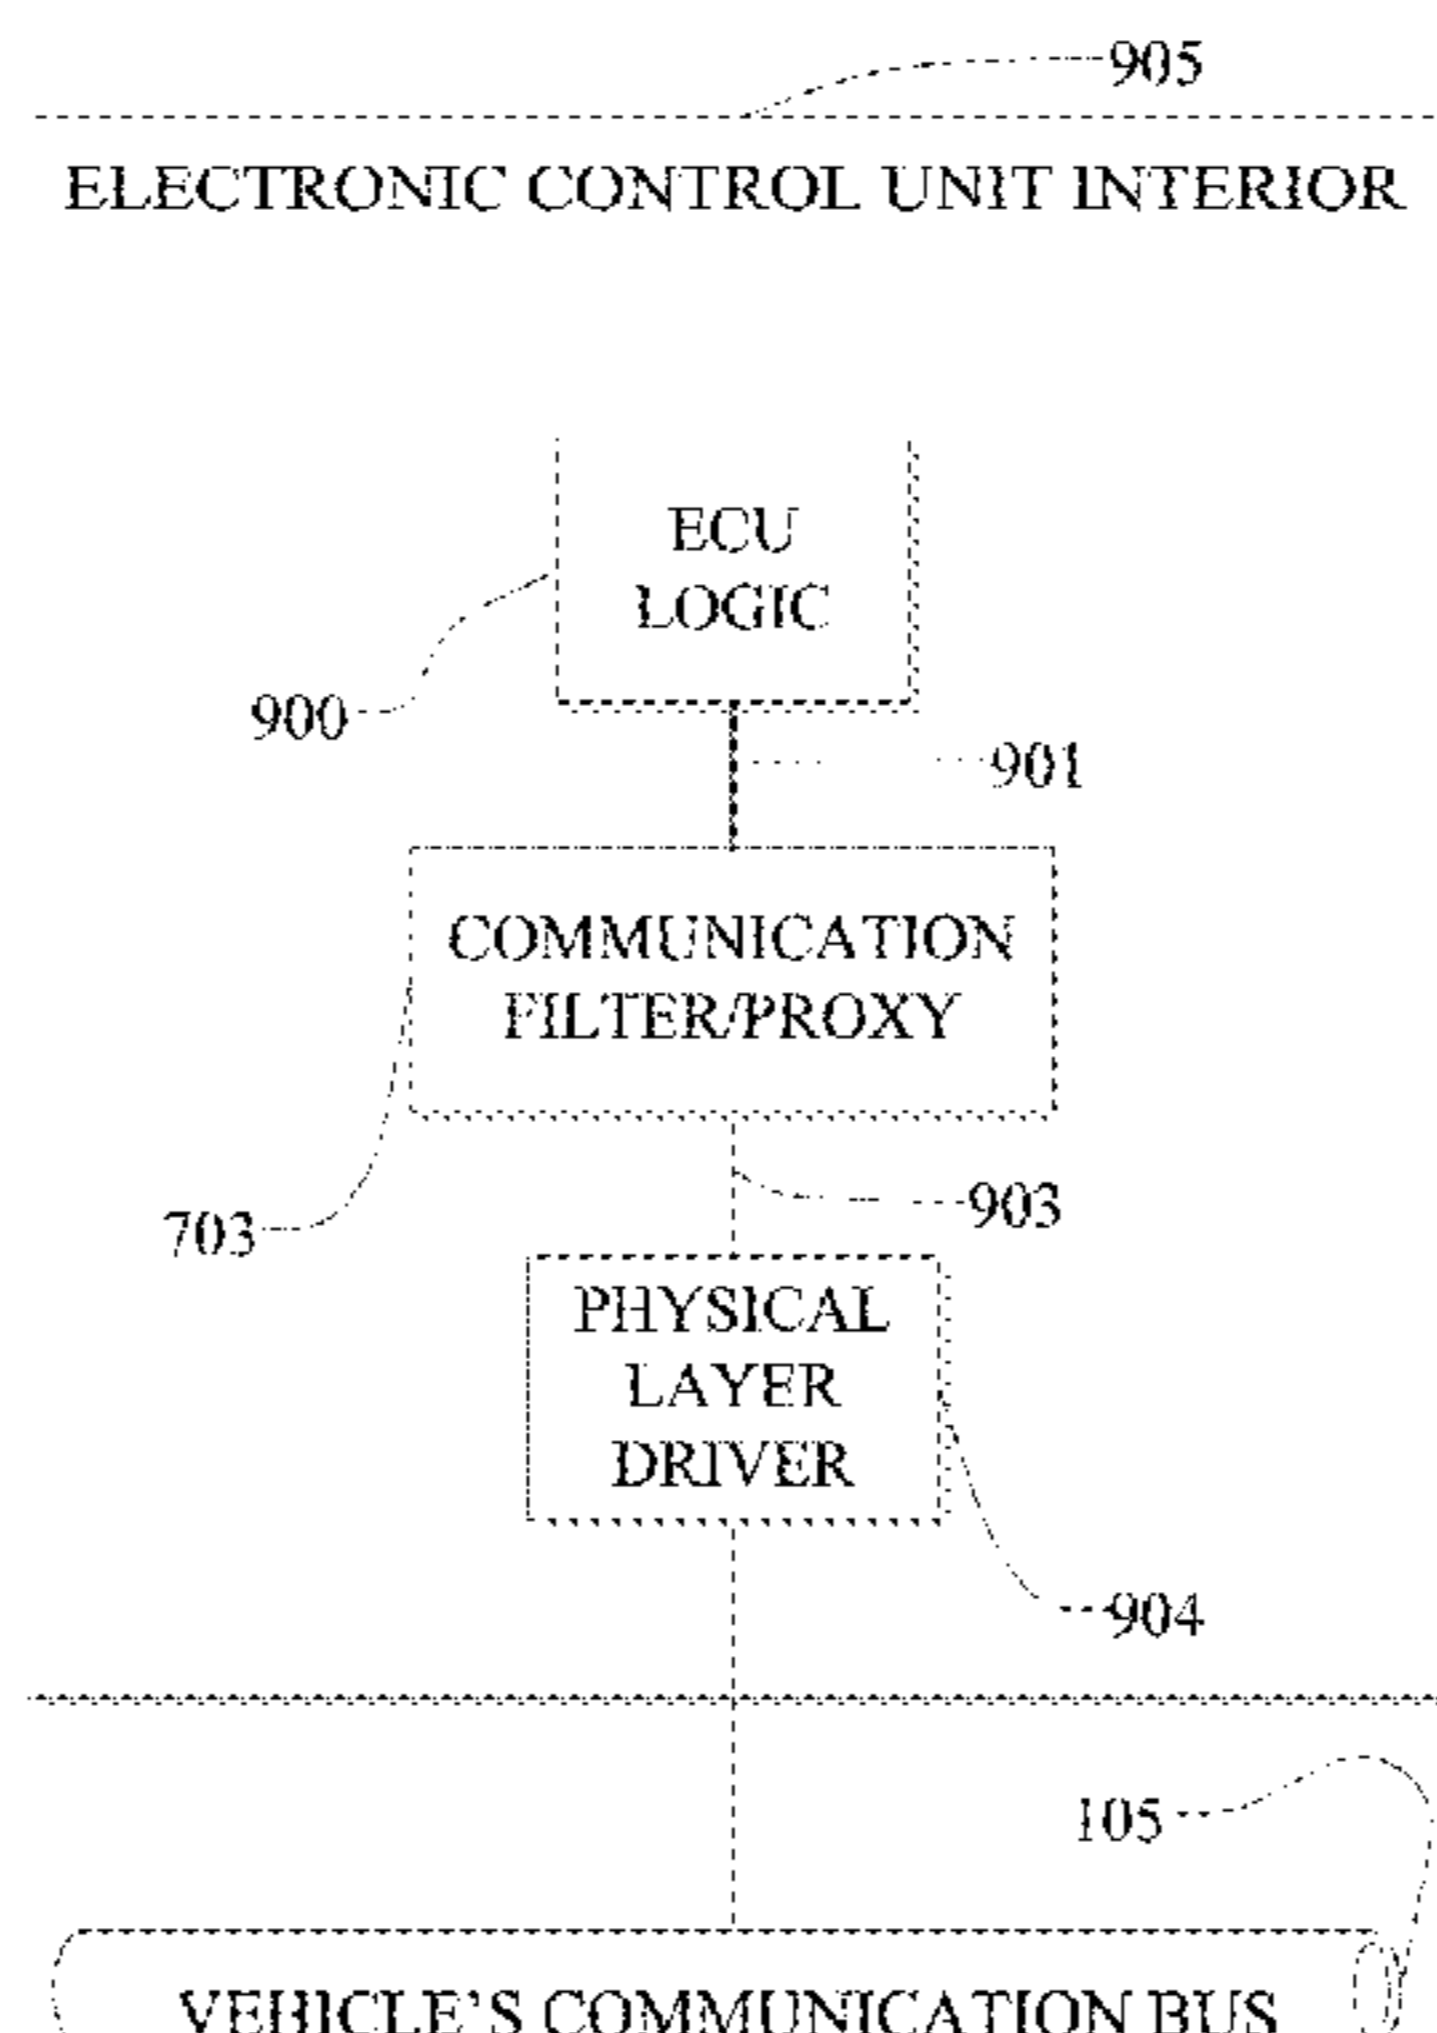 905
ELECTRONIC CONTROL UNIT INTERIOR
ECU
LOGIC
900
901
COMMUNICATION
FILTER/PROXY
703
903
PHYSICAL
LAYER
DRIVER
904
105
VEHICLE'S COMMUNICATION BUS